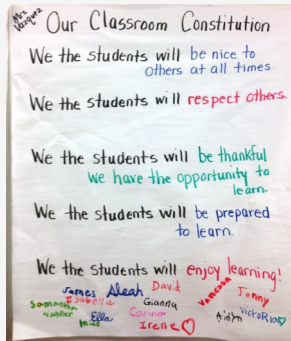 Mrs Vazquez
Our Classroom Constitution
We the students will be nice to
others at all times.
We the students will respect others.
We the students will be thankful
We have the opportunity to
learn.
We the students will be prepared
to learn.
We the students will enjoy learning!
James Aleah David
Isabella Gianna Vanessa Jenny
Samantha
Ella Carina Aidyn Victoria
Irene